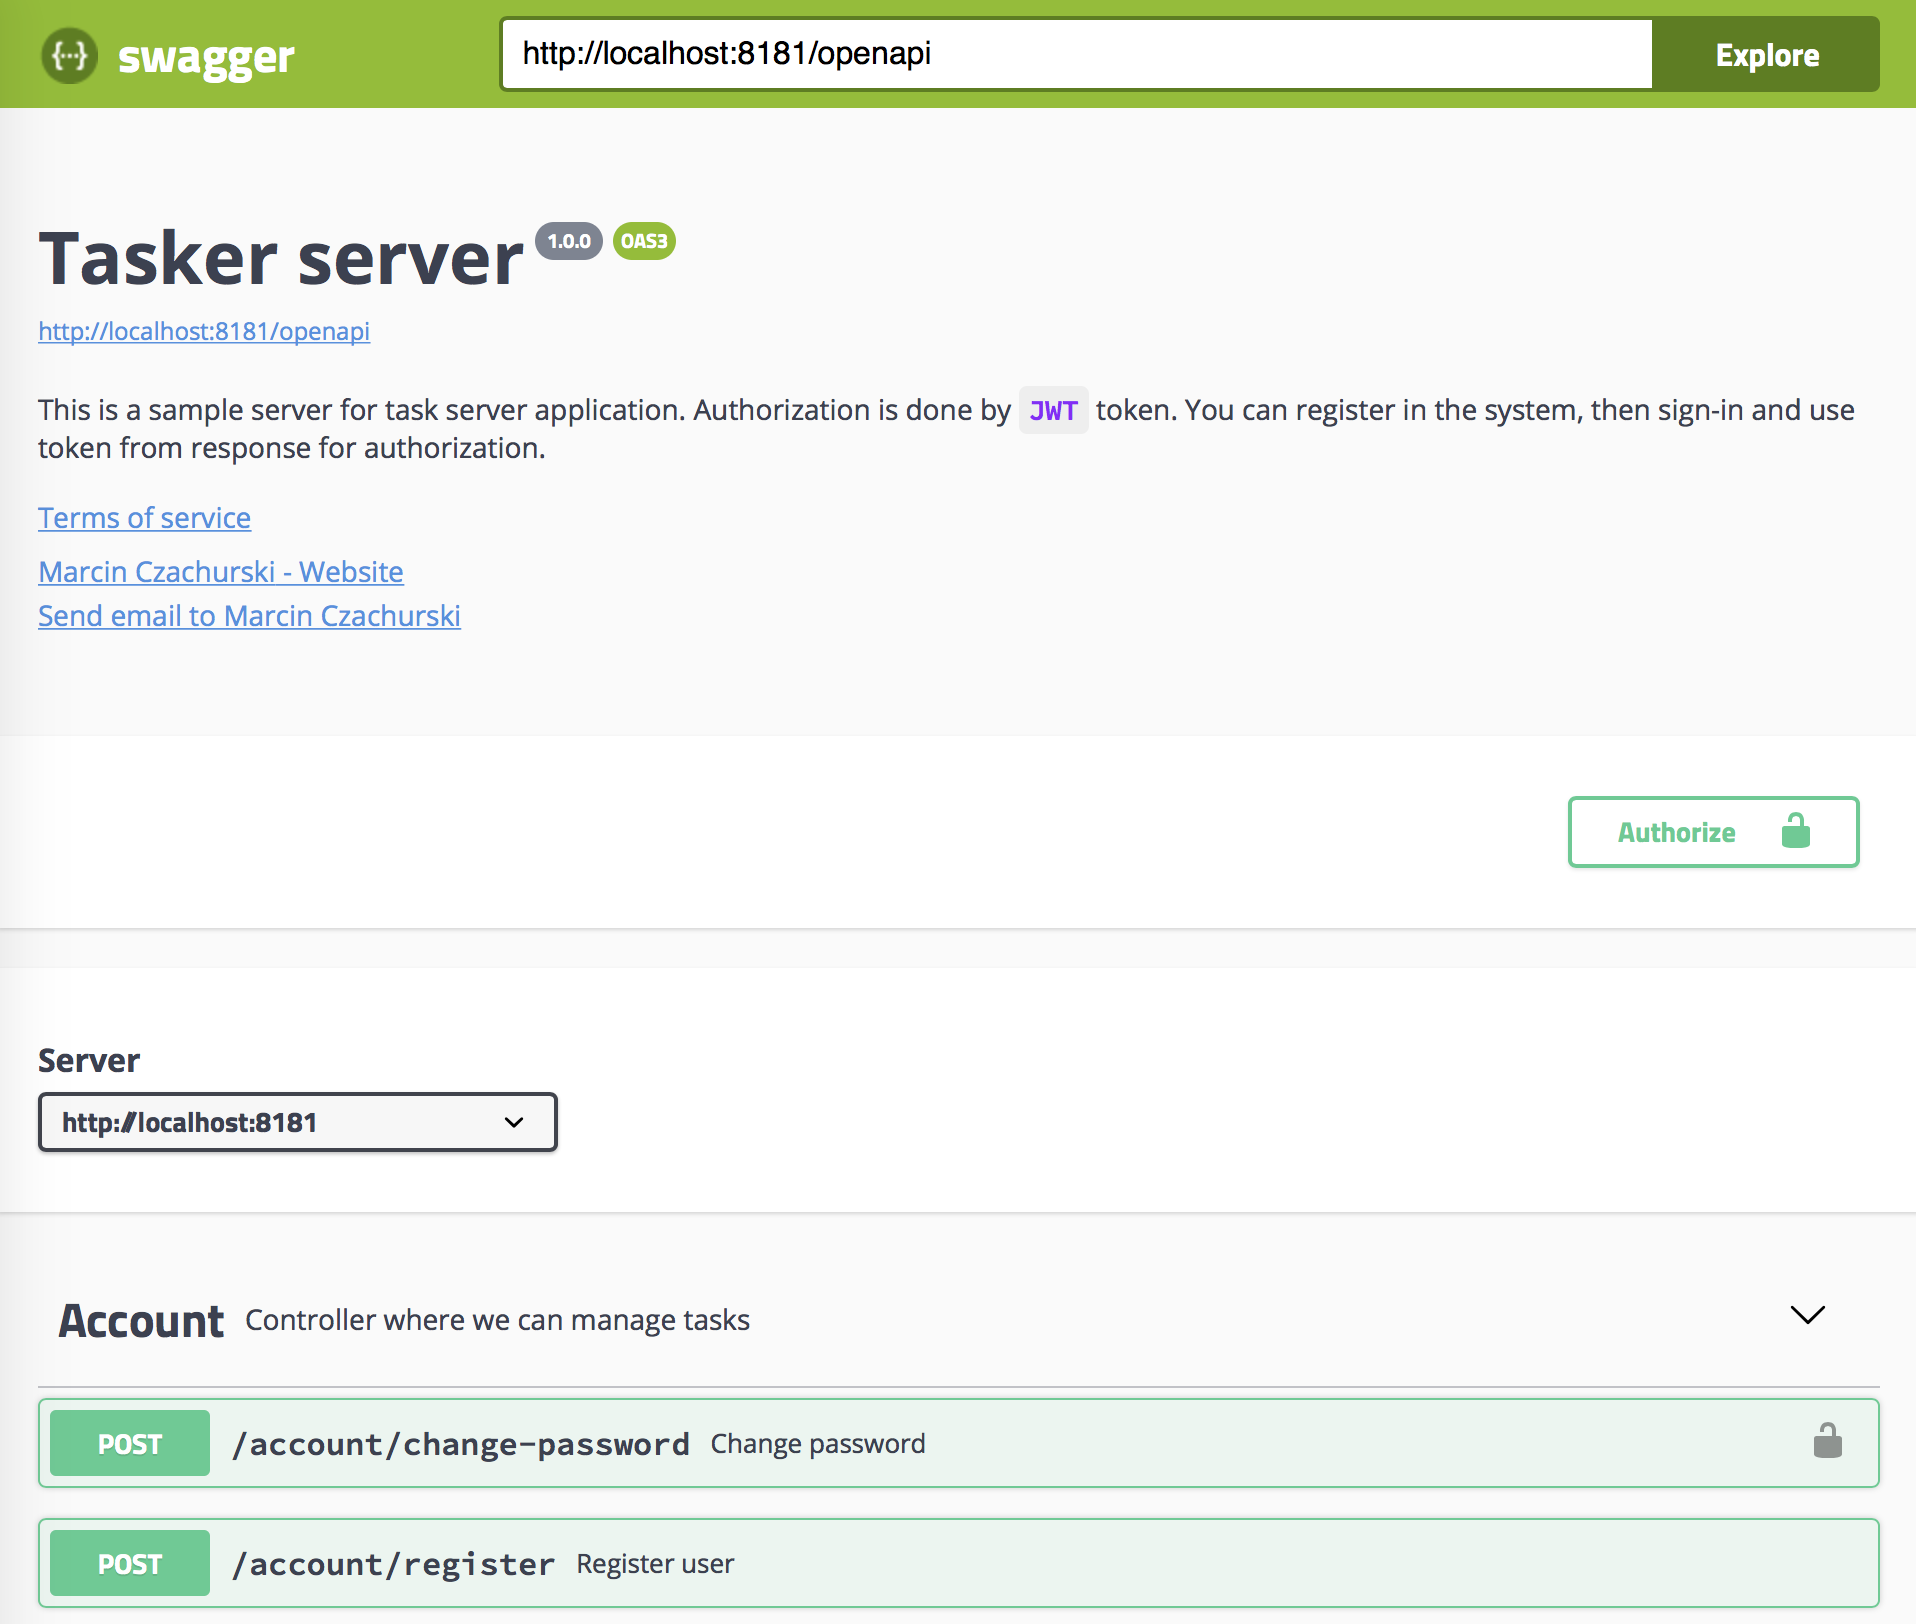 {···} swagger
http://localhost:8181/openapi
Explore
Tasker server 1.0.0 OAS3
http://localhost:8181/openapi
This is a sample server for task server application. Authorization is done by JWT token. You can register in the system, then sign-in and use
token from response for authorization.
Terms of service
Marcin Czachurski - Website
Send email to Marcin Czachurski
Authorize
Server
http://localhost:8181
Account Controller where we can manage tasks
POST /account/change-password Change password
POST /account/register Register user